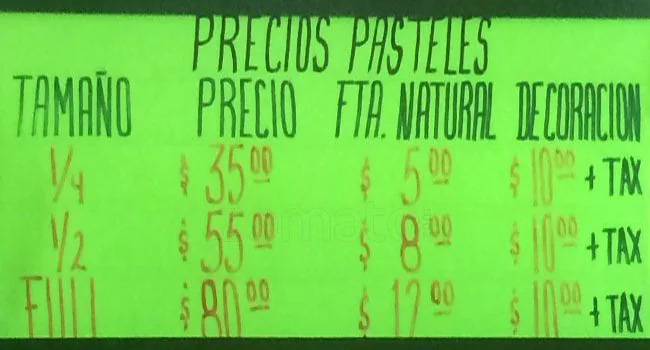 PRECIOS PASTELES
TAMAÑO PRECIO FTA. NATURAL DECORACION
1/4 $ 35.00 $ 5.00 $ 10.00 + TAX
1/2 $ 55.00 $ 8.00 $ 10.00 + TAX
FULL $ 80.00 $ 12.00 $ 10.00 + TAX